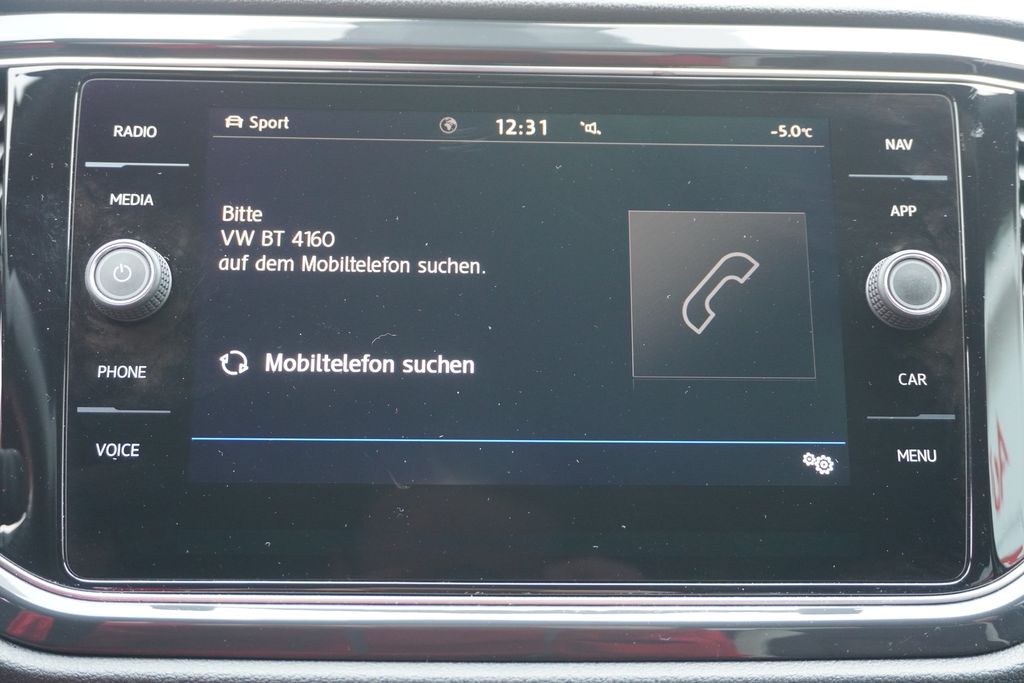 RADIO
MEDIA
PHONE
VOICE
Sport 12:31 -5.0°C
Bitte
VW BT 4160
auf dem Mobiltelefon suchen.
Mobiltelefon suchen
NAV
APP
CAR
MENU